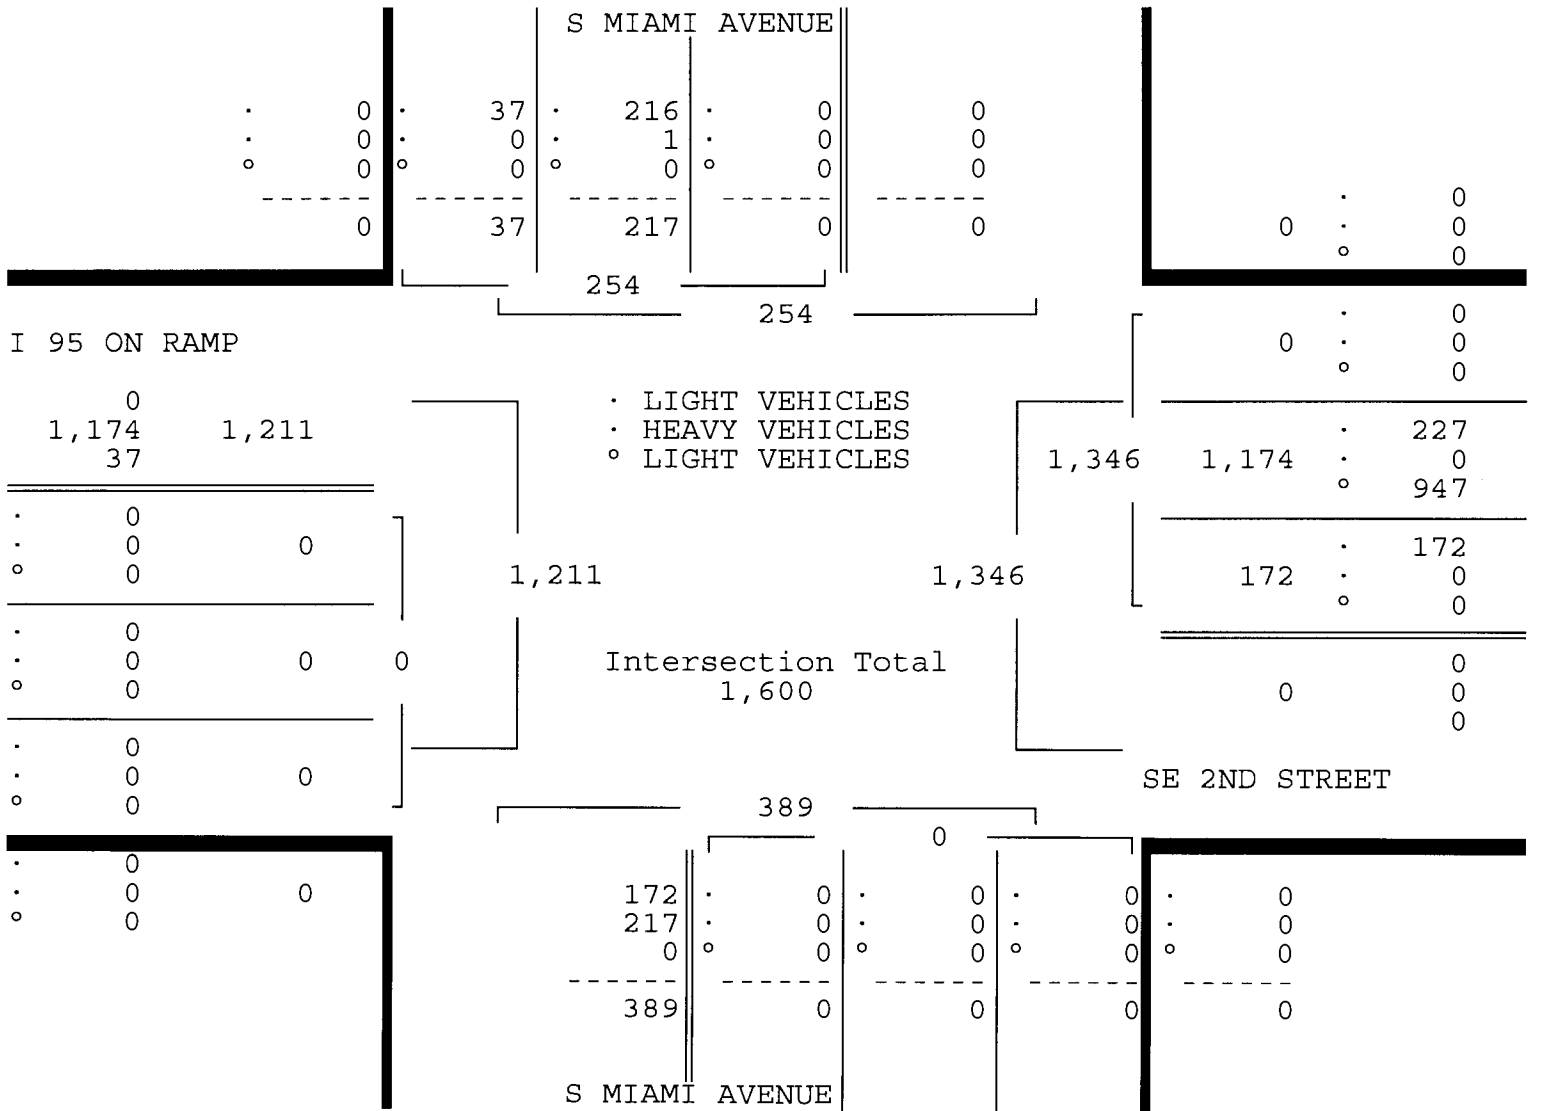 S MIAMI AVENUE
· 0 · 37 · 216 · 0 0
· 0 · 0 · 1 · 0 0
° 0 ° 0 ° 0 ° 0 0
------ ------ ------ ------ ------
· 0
0 37 217 0 0 0 · 0
° 0
254
254 · 0
I 95 ON RAMP 0 · 0
° 0
0 · LIGHT VEHICLES
1,174 1,211 · HEAVY VEHICLES · 227
37 ° LIGHT VEHICLES 1,346 1,174 · 0
° 947
· 0
· 0 0 · 172
° 0 1,211 1,346 172 · 0
° 0
· 0
· 0 0 0 Intersection Total 0
° 0 1,600 0 0
0
· 0
· 0 0 SE 2ND STREET
° 0 389
0
· 0
· 0 0 172 · 0 · 0 · 0 · 0
° 0 217 · 0 · 0 · 0 · 0
0 ° 0 ° 0 ° 0 ° 0
------ ------ ------ ------ ------
389 0 0 0 0
S MIAMI AVENUE